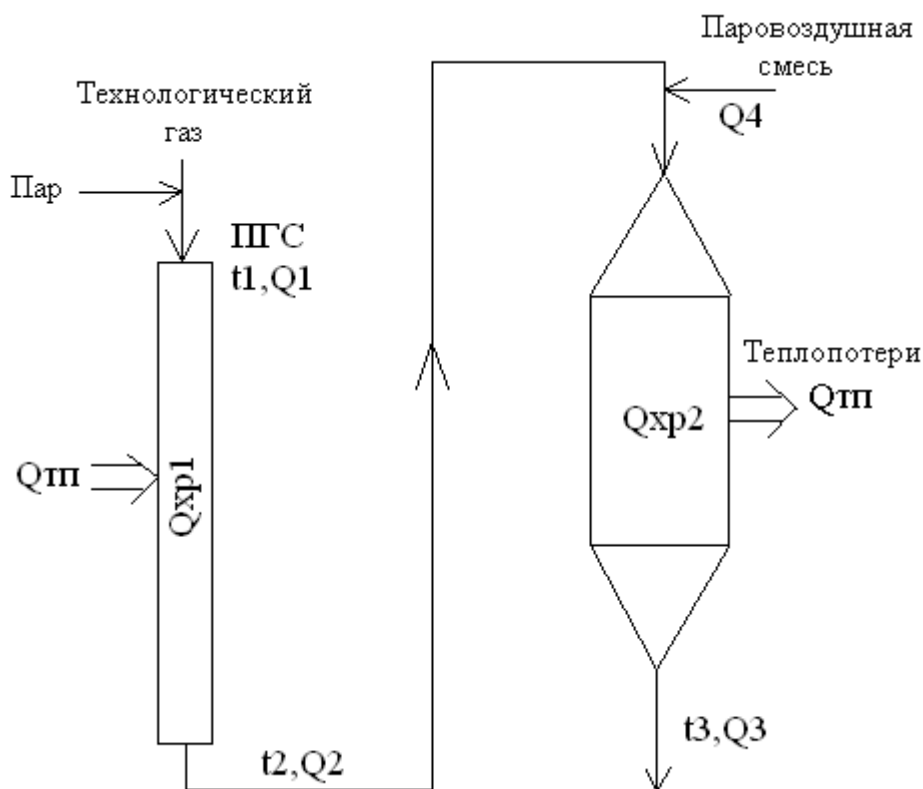 Паровоздушная
смесь
Q4
Технологический
газ
Пар
ПГС
t1,Q1
Теплопотери
Qтп
Qхр2
Qтп
Qхр1
t3,Q3
t2,Q2